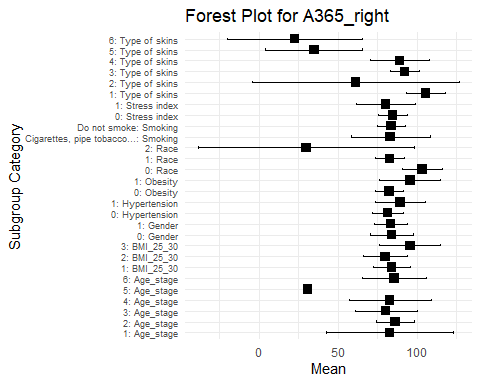 Forest Plot for A365_right
Subgroup Category
6: Type of skins
5: Type of skins
4: Type of skins
3: Type of skins
2: Type of skins
1: Type of skins
1: Stress index
0: Stress index
Do not smoke: Smoking
Cigarettes, pipe tobacco...: Smoking
2: Race
1: Race
0: Race
1: Obesity
0: Obesity
1: Hypertension
0: Hypertension
1: Gender
0: Gender
3: BMI_25_30
2: BMI_25_30
1: BMI_25_30
6: Age_stage
5: Age_stage
4: Age_stage
3: Age_stage
2: Age_stage
1: Age_stage
0 50 100
Mean